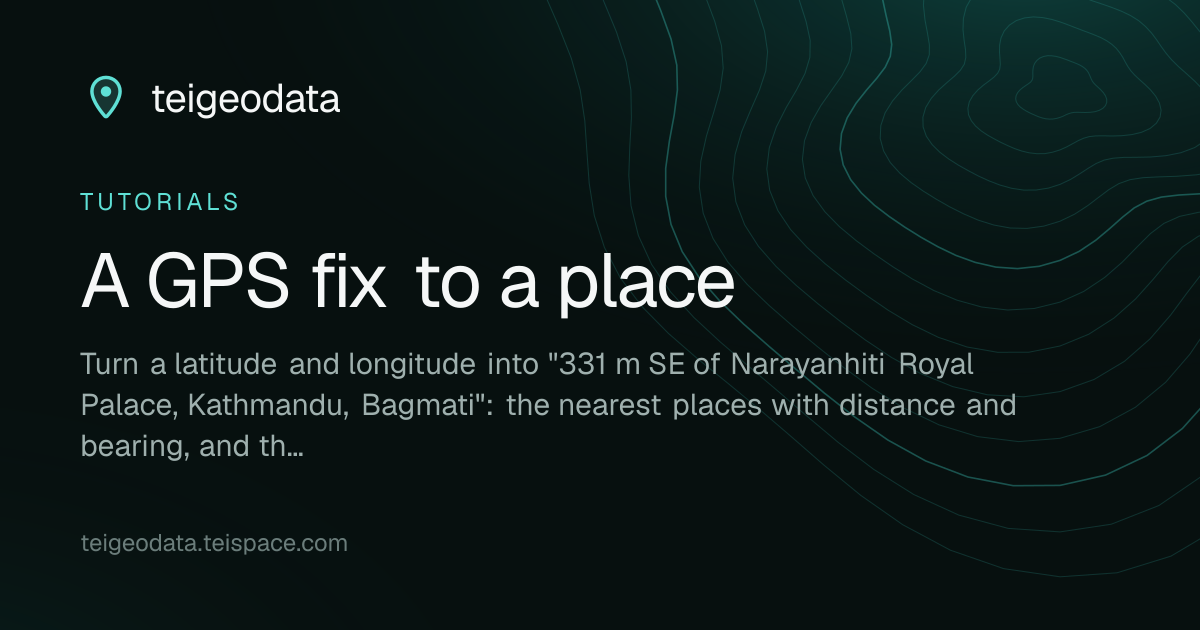 teigeodata
TUTORIALS
A GPS fix to a place
Turn a latitude and longitude into "331 m SE of Narayanhiti Royal
Palace, Kathmandu, Bagmati": the nearest places with distance and
bearing, and th…
teigeodata.teispace.com